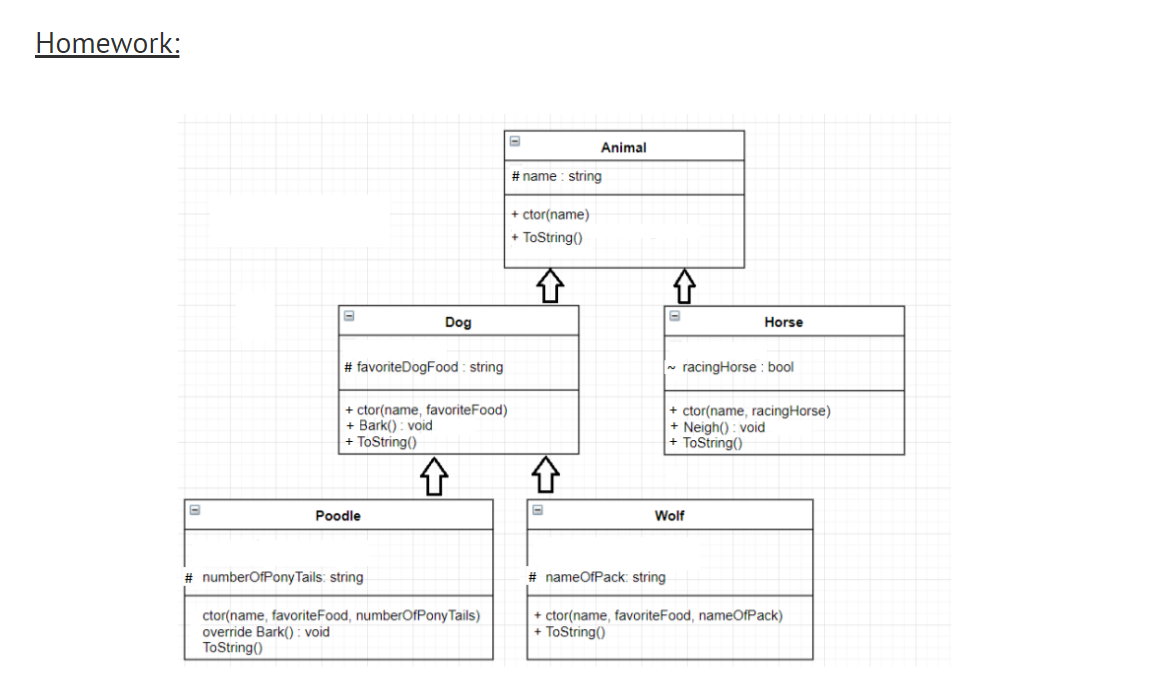 Homework:
Animal
# name : string
+ ctor(name)
+ ToString()
Dog
# favoriteDogFood : string
+ ctor(name, favoriteFood)
+ Bark() : void
+ ToString()
Horse
~ racingHorse : bool
+ ctor(name, racingHorse)
+ Neigh() : void
+ ToString()
Poodle
# numberOfPonyTails: string
ctor(name, favoriteFood, numberOfPonyTails)
override Bark() : void
ToString()
Wolf
# nameOfPack: string
+ ctor(name, favoriteFood, nameOfPack)
+ ToString()